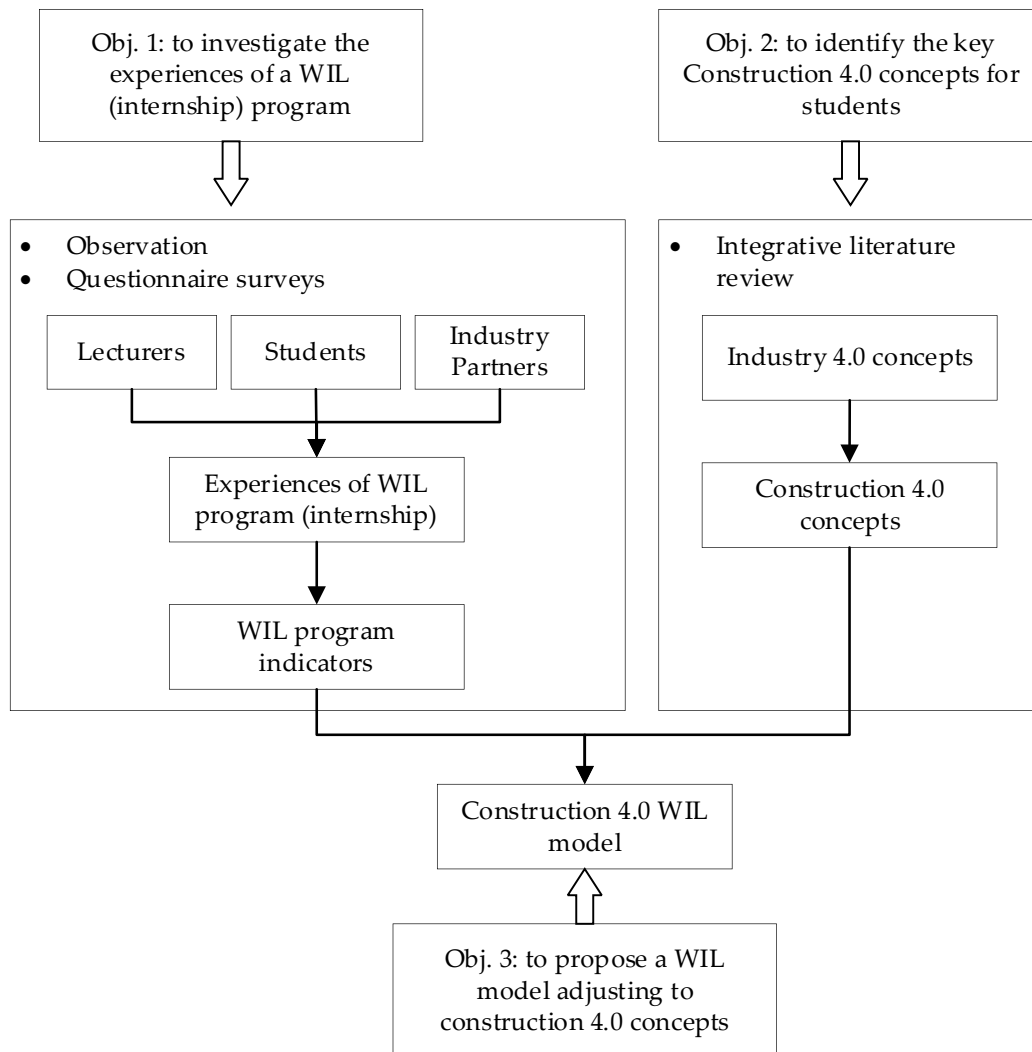 Obj. 1: to investigate the
experiences of a WIL
(internship) program
Obj. 2: to identify the key
Construction 4.0 concepts for
students
• Observation
• Questionnaire surveys
Lecturers
Students
Industry
Partners
Experiences of WIL
program (internship)
WIL program
indicators
• Integrative literature
review
Industry 4.0 concepts
Construction 4.0
concepts
Construction 4.0 WIL
model
Obj. 3: to propose a WIL
model adjusting to
construction 4.0 concepts